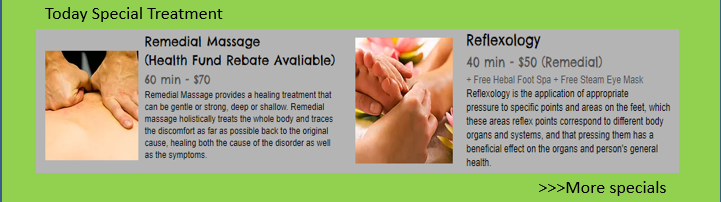 Today Special Treatment
Remedial Massage
(Health Fund Rebate Avaliable)
60 min - $70
Remedial Massage provides a healing treatment that
can be gentle or strong, deep or shallow. Remedial
massage holistically treats the whole body and traces
the discomfort as far as possible back to the original
cause, healing both the cause of the disorder as well
as the symptoms.
Reflexology
40 min - $50 (Remedial)
+ Free Hebal Foot Spa + Free Steam Eye Mask
Reflexology is the application of appropriate
pressure to specific points and areas on the feet, which
these areas reflex points correspond to different body
organs and systems, and that pressing them has a
beneficial effect on the organs and person's general
health.
>>>More specials